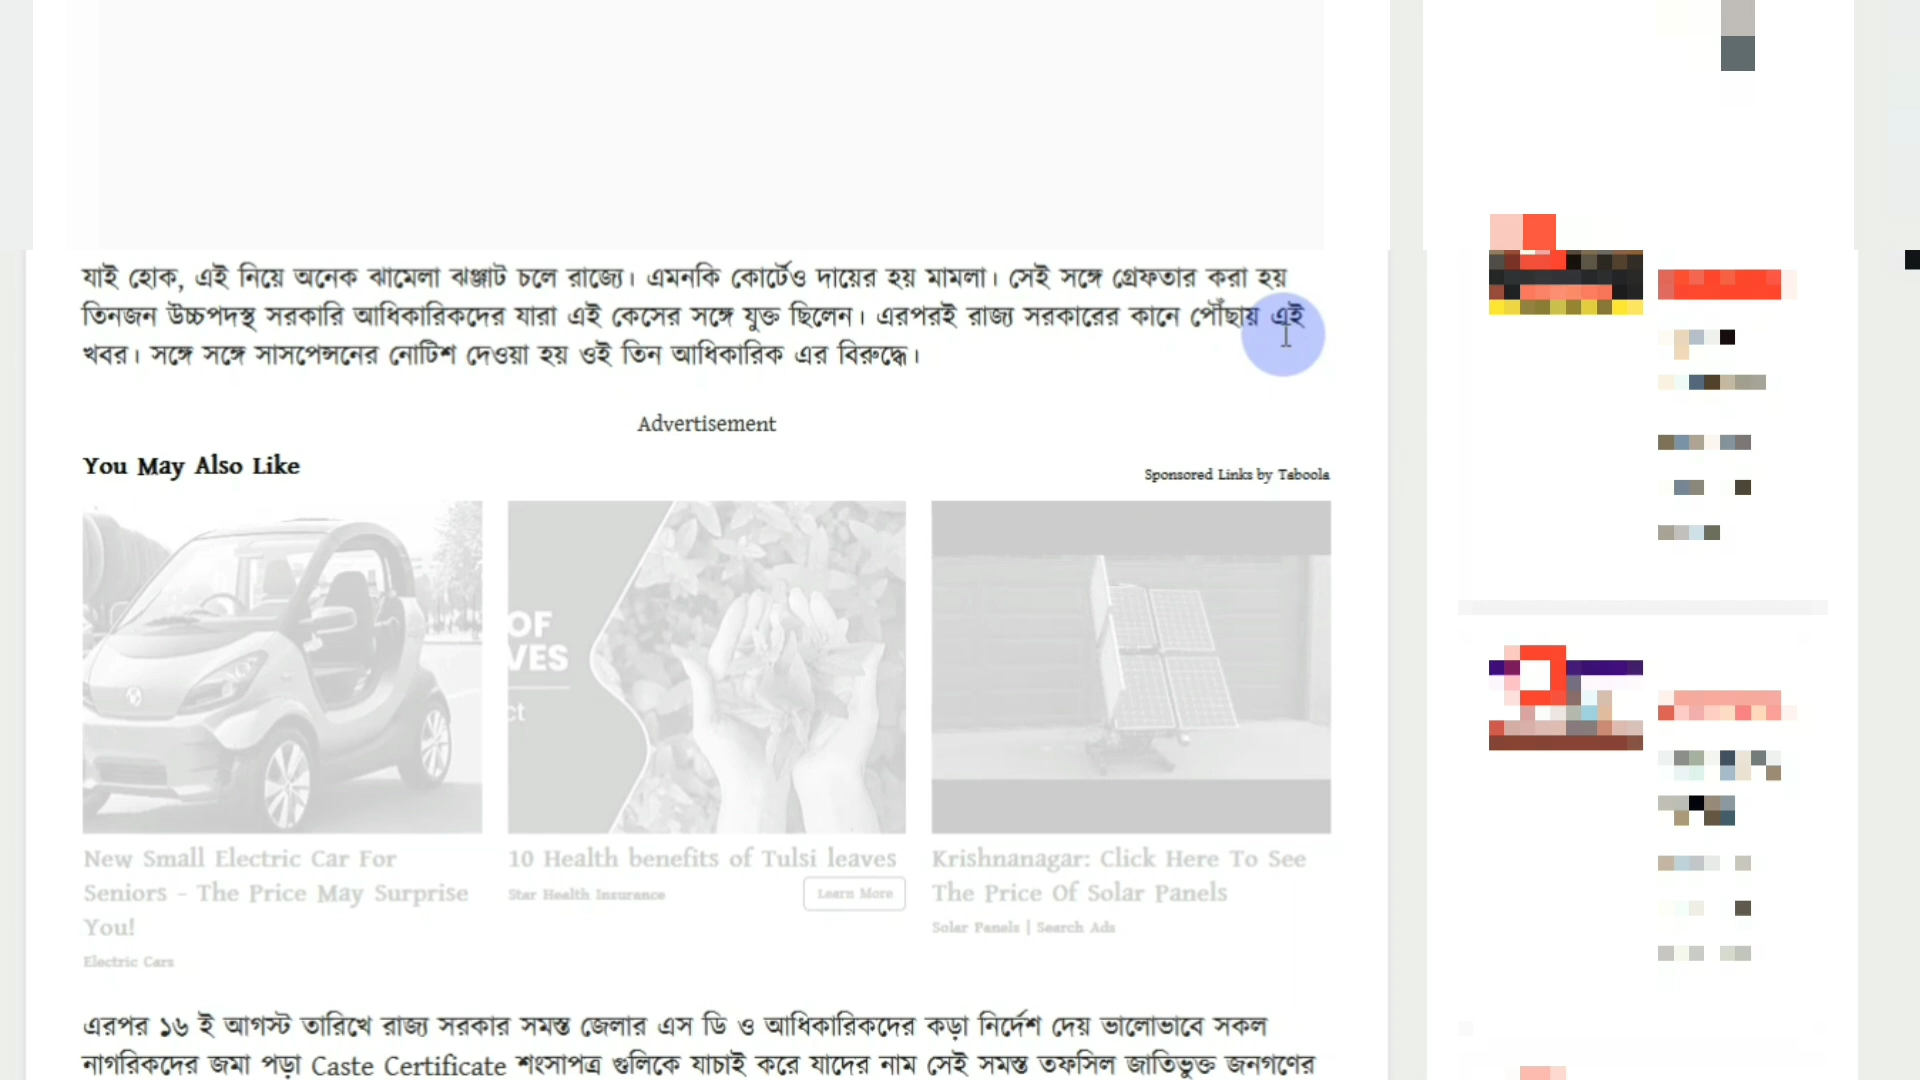 যাই হোক, এই নিয়ে অনেক ঝামেলা ঝঞ্জাট চলে রাজ্যে। এমনকি কোর্টেও দায়ের হয় মামলা। সেই সঙ্গে গ্রেফতার করা হয়
তিনজন উচ্চপদস্থ সরকারি আধিকারিকদের যারা এই কেসের সঙ্গে যুক্ত ছিলেন। এরপরই রাজ্য সরকারের কানে পৌঁছায় এই
খবর। সঙ্গে সঙ্গে সাসপেন্সনের নোটিশ দেওয়া হয় ওই তিন আধিকারিক এর বিরুদ্ধে।
Advertisement
You May Also Like
Sponsored Links by Taboola
OF
VES
ct
New Small Electric Car For
Seniors - The Price May Surprise
You!
Electric Cars
10 Health benefits of Tulsi leaves
Star Health Insurance
Learn More
Krishnanagar: Click Here To See
The Price Of Solar Panels
Solar Panels | Search Ads
এরপর ১৬ ই আগস্ট তারিখে রাজ্য সরকার সমস্ত জেলার এস ডি ও আধিকারিকদের কড়া নির্দেশ দেয় ভালোভাবে সকল
নাগরিকদের জমা পড়া Caste Certificate শংসাপত্র গুলিকে যাচাই করে যাদের নাম সেই সমস্ত তফসিল জাতিভুক্ত জনগণের